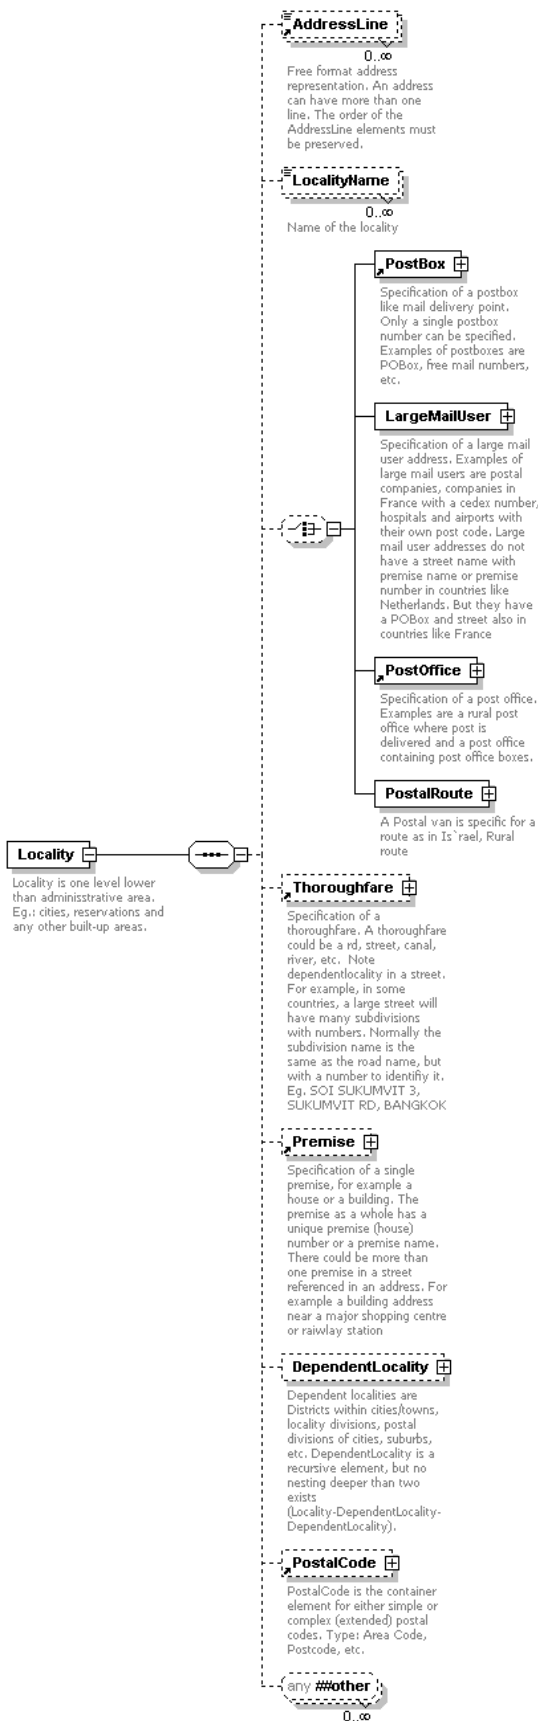 AddressLine
0..∞
Free format address
representation. An address
can have more than one
line. The order of the
AddressLine elements must
be preserved.
LocalityName
0..∞
Name of the locality
PostBox
Specification of a postbox
like mail delivery point.
Only a single postbox
number can be specified.
Examples of postboxes are
POBox, free mail numbers,
etc.
LargeMailUser
Specification of a large mail
user address. Examples of
large mail users are postal
companies, companies in
France with a cedex number,
hospitals and airports with
their own post code. Large
mail user addresses do not
have a street name with
premise name or premise
number in countries like
Netherlands. But they have
a POBox and street also in
countries like France
PostOffice
Specification of a post office.
Examples are a rural post
office where post is
delivered and a post office
containing post office boxes.
PostalRoute
A Postal van is specific for a
route as in Is`rael, Rural
route
Locality
Locality is one level lower
than adminisstrative area.
Eg.: cities, reservations and
any other built-up areas.
Thoroughfare
Specification of a
thoroughfare. A thoroughfare
could be a rd, street, canal,
river, etc.  Note
dependentlocality in a street.
For example, in some
countries, a large street will
have many subdivisions
with numbers. Normally the
subdivision name is the
same as the road name, but
with a number to identifiy it.
Eg. SOI SUKUMVIT 3,
SUKUMVIT RD, BANGKOK
Premise
Specification of a single
premise, for example a
house or a building. The
premise as a whole has a
unique premise (house)
number or a premise name.
There could be more than
one premise in a street
referenced in an address. For
example a building address
near a major shopping centre
or raiwlay station
DependentLocality
Dependent localities are
Districts within cities/towns,
locality divisions, postal
divisions of cities, suburbs,
etc. DependentLocality is a
recursive element, but no
nesting deeper than two
exists
(Locality-DependentLocality-
DependentLocality).
PostalCode
PostalCode is the container
element for either simple or
complex (extended) postal
codes. Type: Area Code,
Postcode, etc.
any ##other
0..∞